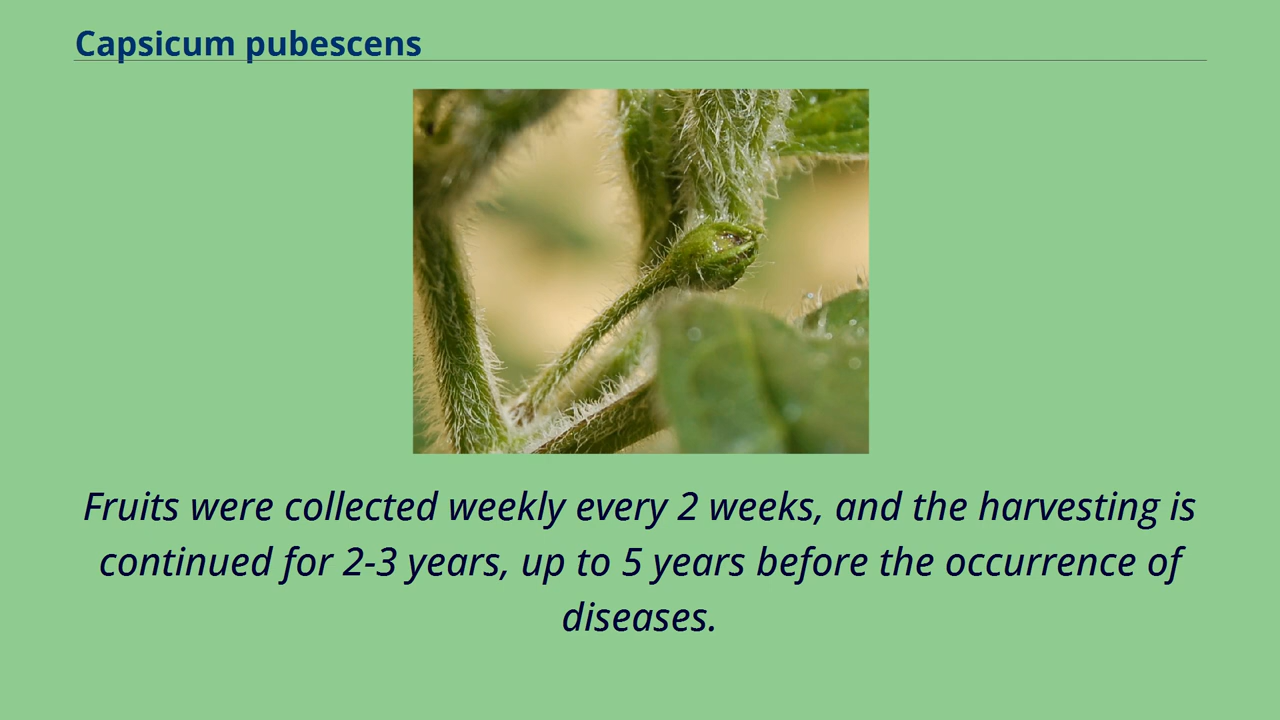 Capsicum pubescens
Fruits were collected weekly every 2 weeks, and the harvesting is
continued for 2-3 years, up to 5 years before the occurrence of
diseases.